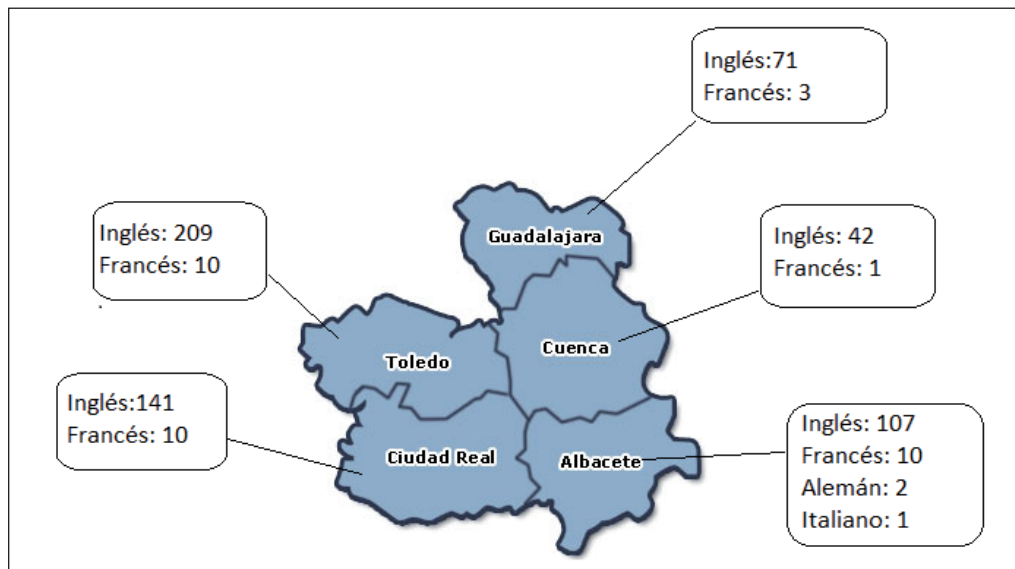 Inglés:71
Francés: 3
Guadalajara
Inglés: 209
Francés: 10
Inglés: 42
Francés: 1
Toledo
Cuenca
Inglés:141
Francés: 10
Ciudad Real
Albacete
Inglés: 107
Francés: 10
Alemán: 2
Italiano: 1